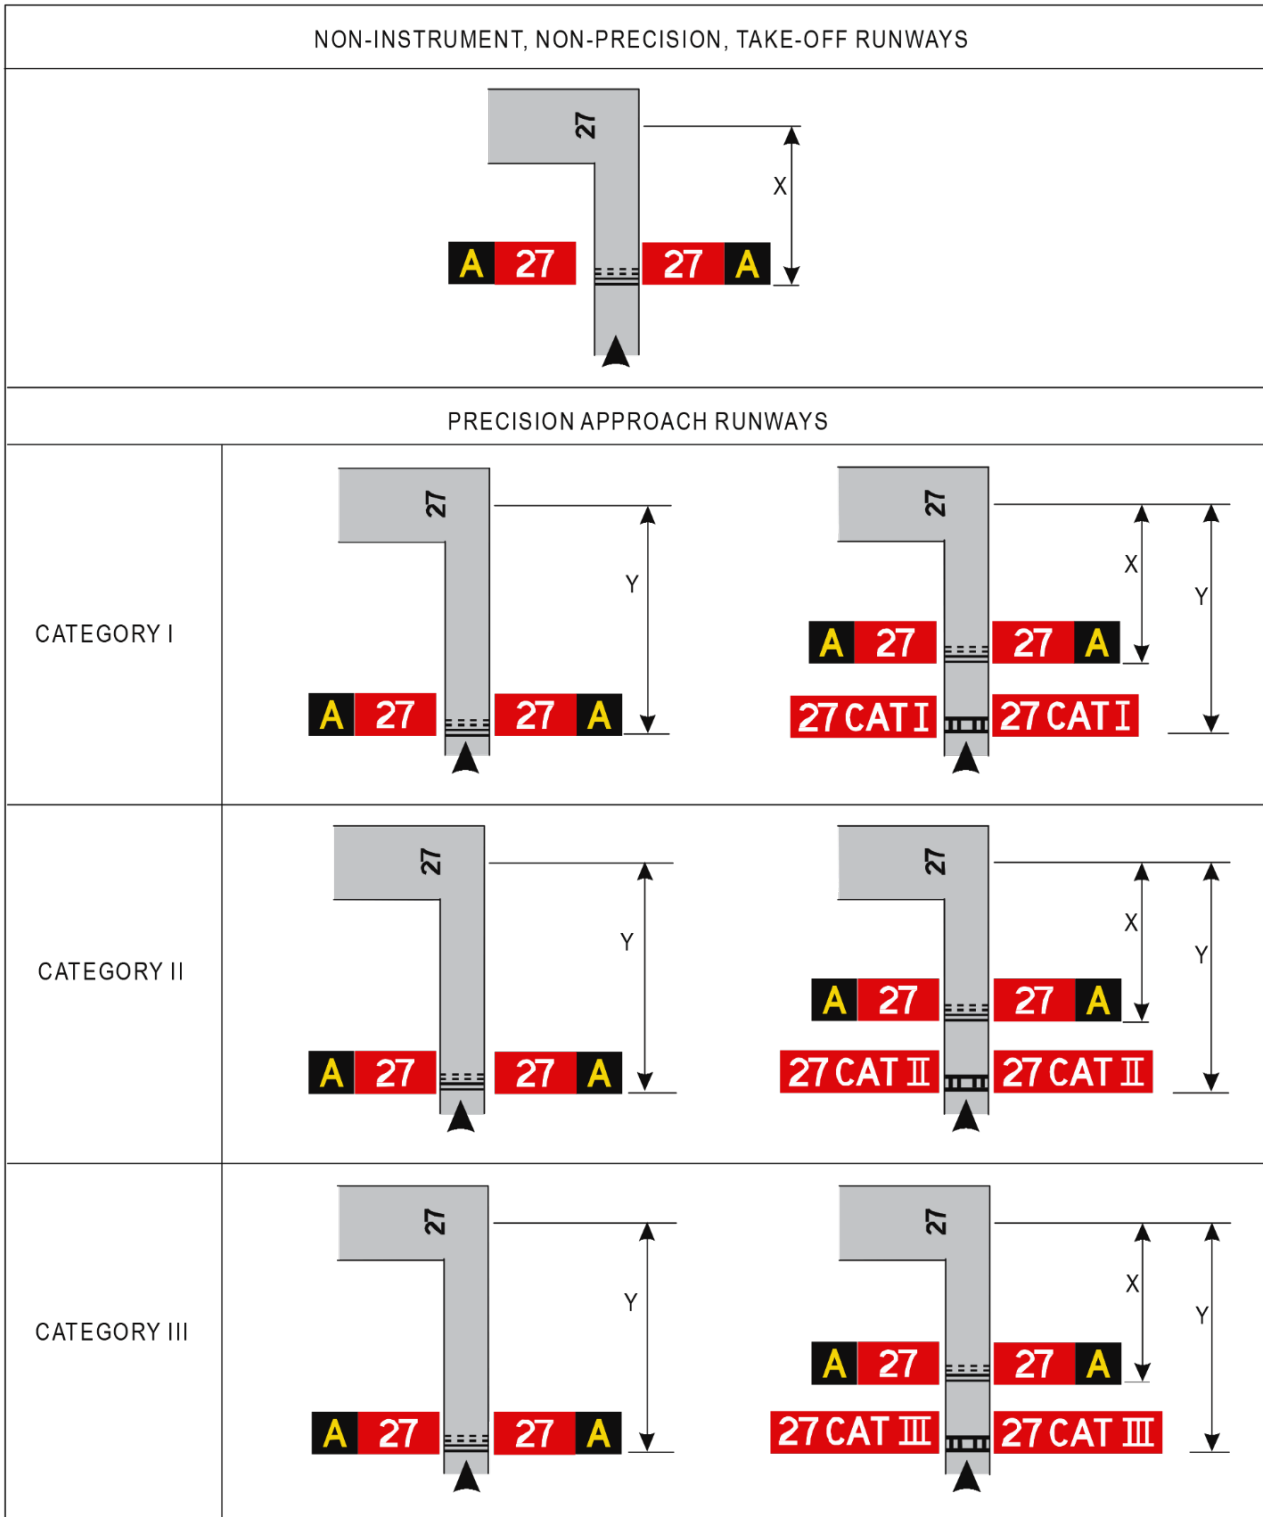 NON-INSTRUMENT, NON-PRECISION, TAKE-OFF RUNWAYS
27
X
A 27 27 A
PRECISION APPROACH RUNWAYS
CATEGORY I
27
Y
A 27 27 A
27
X
Y
A 27 27 A
27 CAT I 27 CAT I
CATEGORY II
27
Y
A 27 27 A
27
X
Y
A 27 27 A
27 CAT II 27 CAT II
CATEGORY III
27
Y
A 27 27 A
27
X
Y
A 27 27 A
27 CAT III 27 CAT III